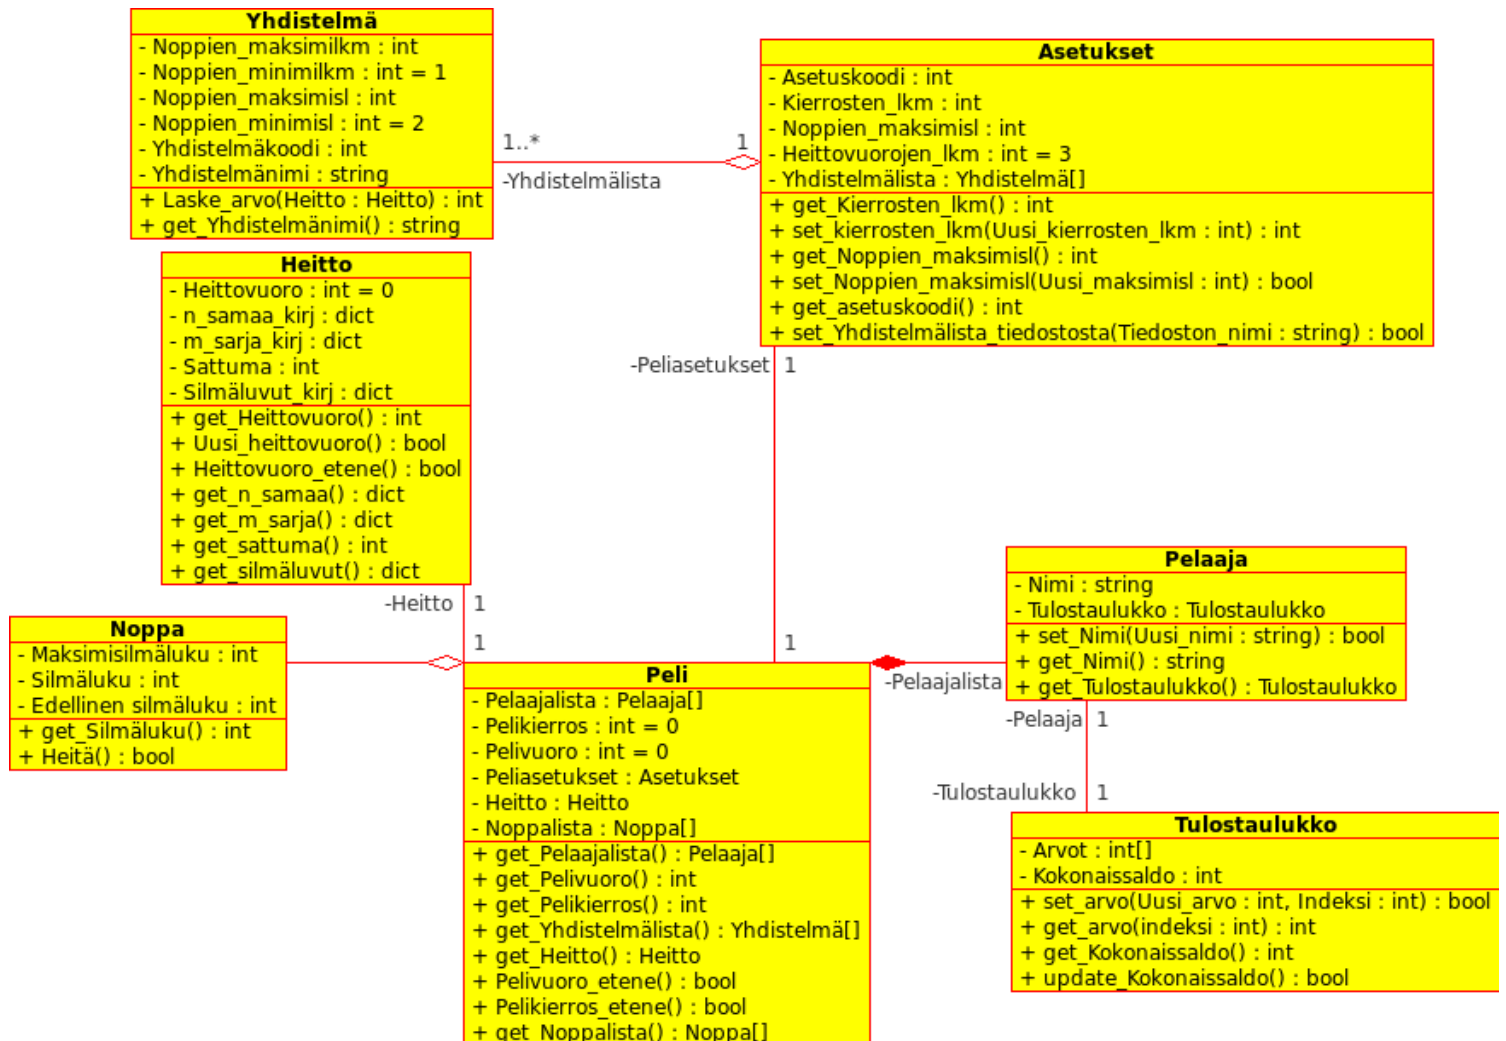 Yhdistelmä
- Noppien_maksimilkm : int
- Noppien_minimilkm : int = 1
- Noppien_maksimisl : int
- Noppien_minimisl : int = 2
- Yhdistelmäkoodi : int
- Yhdistelmänimi : string
+ Laske_arvo(Heitto : Heitto) : int
+ get_Yhdistelmänimi() : string
1..*
1
-Yhdistelmälista
Asetukset
- Asetuskoodi : int
- Kierrosten_lkm : int
- Noppien_maksimisl : int
- Heittovuorojen_lkm : int = 3
- Yhdistelmälista : Yhdistelmä[]
+ get_Kierrosten_lkm() : int
+ set_kierrosten_lkm(Uusi_kierrosten_lkm : int) : int
+ get_Noppien_maksimisl() : int
+ set_Noppien_maksimisl(Uusi_maksimisl : int) : bool
+ get_asetuskoodi() : int
+ set_Yhdistelmälista_tiedostosta(Tiedoston_nimi : string) : bool
Heitto
- Heittovuoro : int = 0
- n_samaa_kirj : dict
- m_sarja_kirj : dict
- Sattuma : int
- Silmäluvut_kirj : dict
+ get_Heittovuoro() : int
+ Uusi_heittovuoro() : bool
+ Heittovuoro_etene() : bool
+ get_n_samaa() : dict
+ get_m_sarja() : dict
+ get_sattuma() : int
+ get_silmäluvut() : dict
-Peliasetukset
1
1
-Heitto
1
1
Noppa
- Maksimisilmäluku : int
- Silmäluku : int
- Edellinen silmäluku : int
+ get_Silmäluku() : int
+ Heitä() : bool
Peli
- Pelaajalista : Pelaaja[]
- Pelikierros : int = 0
- Pelivuoro : int = 0
- Peliasetukset : Asetukset
- Heitto : Heitto
- Noppalista : Noppa[]
+ get_Pelaajalista() : Pelaaja[]
+ get_Pelivuoro() : int
+ get_Pelikierros() : int
+ get_Yhdistelmälista() : Yhdistelmä[]
+ get_Heitto() : Heitto
+ Pelivuoro_etene() : bool
+ Pelikierros_etene() : bool
+ get_Noppalista() : Noppa[]
-Pelaajalista
Pelaaja
- Nimi : string
- Tulostaulukko : Tulostaulukko
+ set_Nimi(Uusi_nimi : string) : bool
+ get_Nimi() : string
+ get_Tulostaulukko() : Tulostaulukko
-Pelaaja
1
-Tulostaulukko
1
Tulostaulukko
- Arvot : int[]
- Kokonaissaldo : int
+ set_arvo(Uusi_arvo : int, Indeksi : int) : bool
+ get_arvo(indeksi : int) : int
+ get_Kokonaissaldo() : int
+ update_Kokonaissaldo() : bool